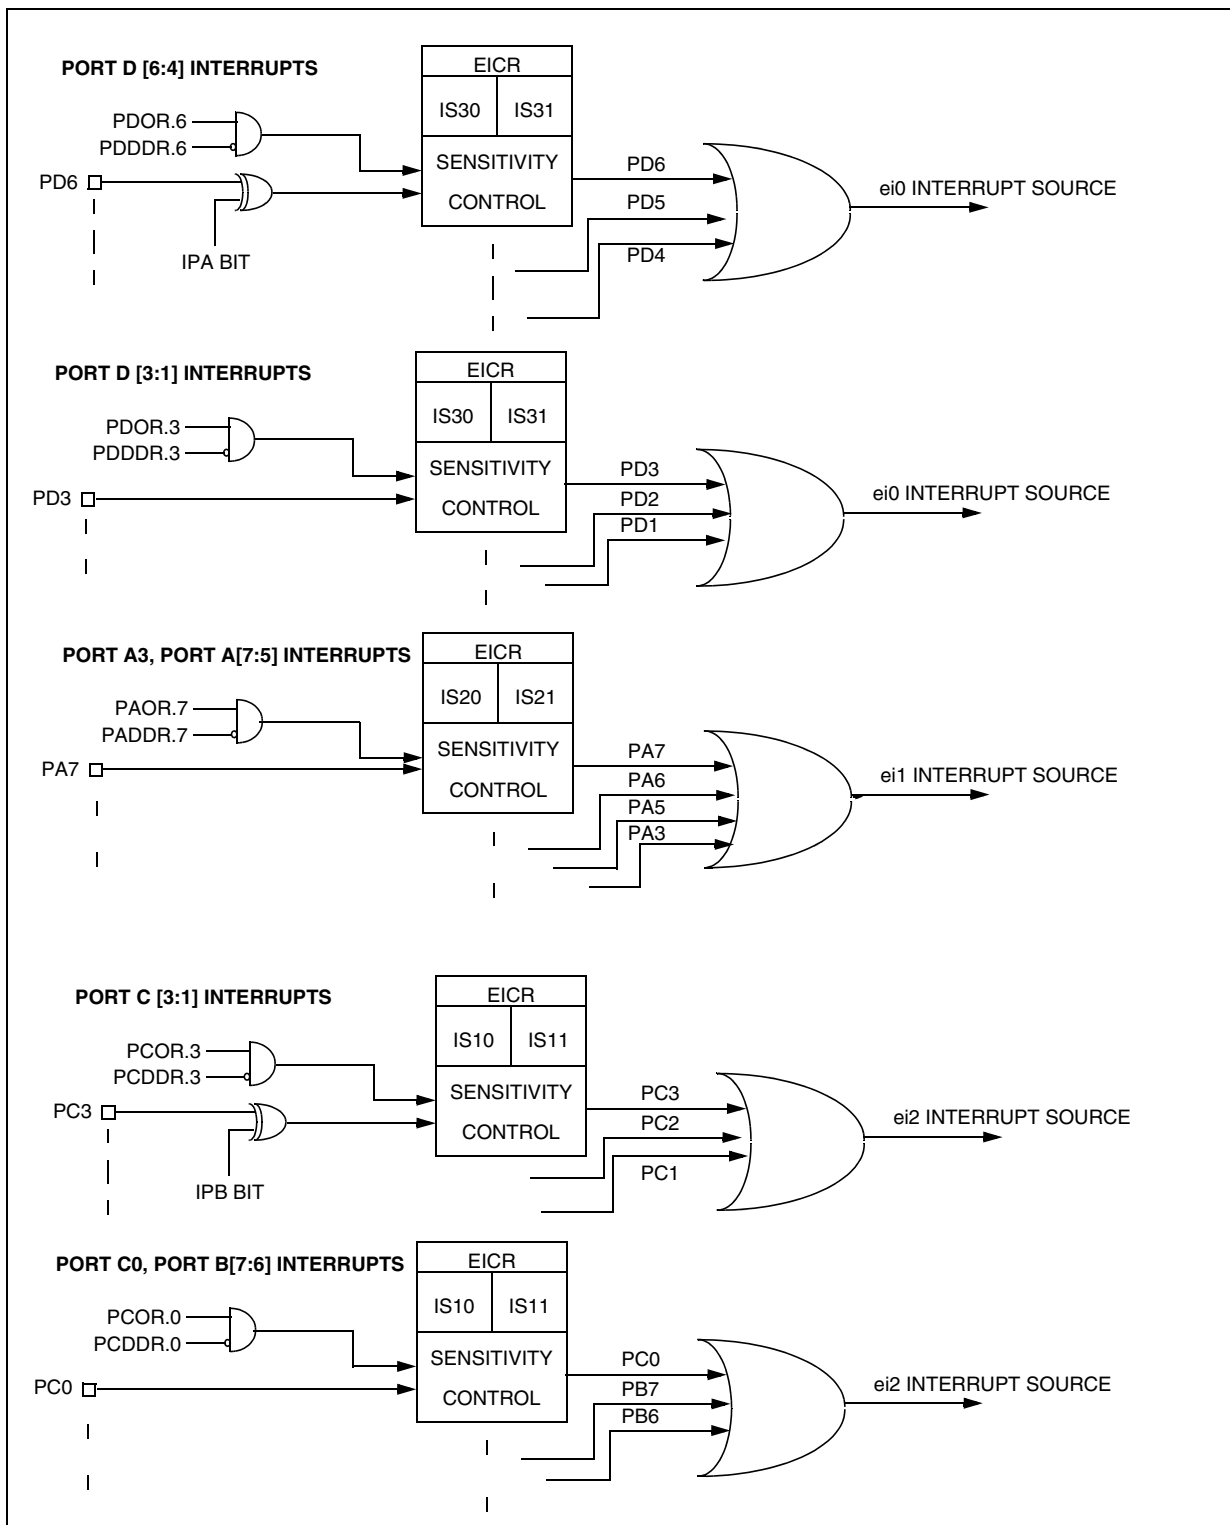 PORT D [6:4] INTERRUPTS
EICR
IS30 IS31
PDOR.6
PDDDR.6
SENSITIVITY
CONTROL
PD6
IPA BIT
PD6
PD5
PD4
ei0 INTERRUPT SOURCE
PORT D [3:1] INTERRUPTS
EICR
IS30 IS31
PDOR.3
PDDDR.3
SENSITIVITY
CONTROL
PD3
PD3
PD2
PD1
ei0 INTERRUPT SOURCE
PORT A3, PORT A[7:5] INTERRUPTS
EICR
IS20 IS21
PAOR.7
PADDR.7
SENSITIVITY
CONTROL
PA7
PA7
PA6
PA5
PA3
ei1 INTERRUPT SOURCE
PORT C [3:1] INTERRUPTS
EICR
IS10 IS11
PCOR.3
PCDDR.3
SENSITIVITY
CONTROL
PC3
IPB BIT
PC3
PC2
PC1
ei2 INTERRUPT SOURCE
PORT C0, PORT B[7:6] INTERRUPTS
EICR
IS10 IS11
PCOR.0
PCDDR.0
SENSITIVITY
CONTROL
PC0
PC0
PB7
PB6
ei2 INTERRUPT SOURCE